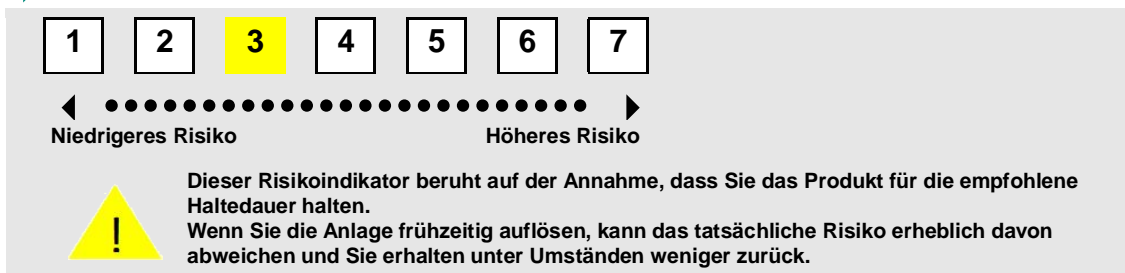 1 2 3 4 5 6 7
Niedrigeres Risiko Höheres Risiko
Dieser Risikoindikator beruht auf der Annahme, dass Sie das Produkt für die empfohlene
Haltedauer halten.
! Wenn Sie die Anlage frühzeitig auflösen, kann das tatsächliche Risiko erheblich davon
abweichen und Sie erhalten unter Umständen weniger zurück.